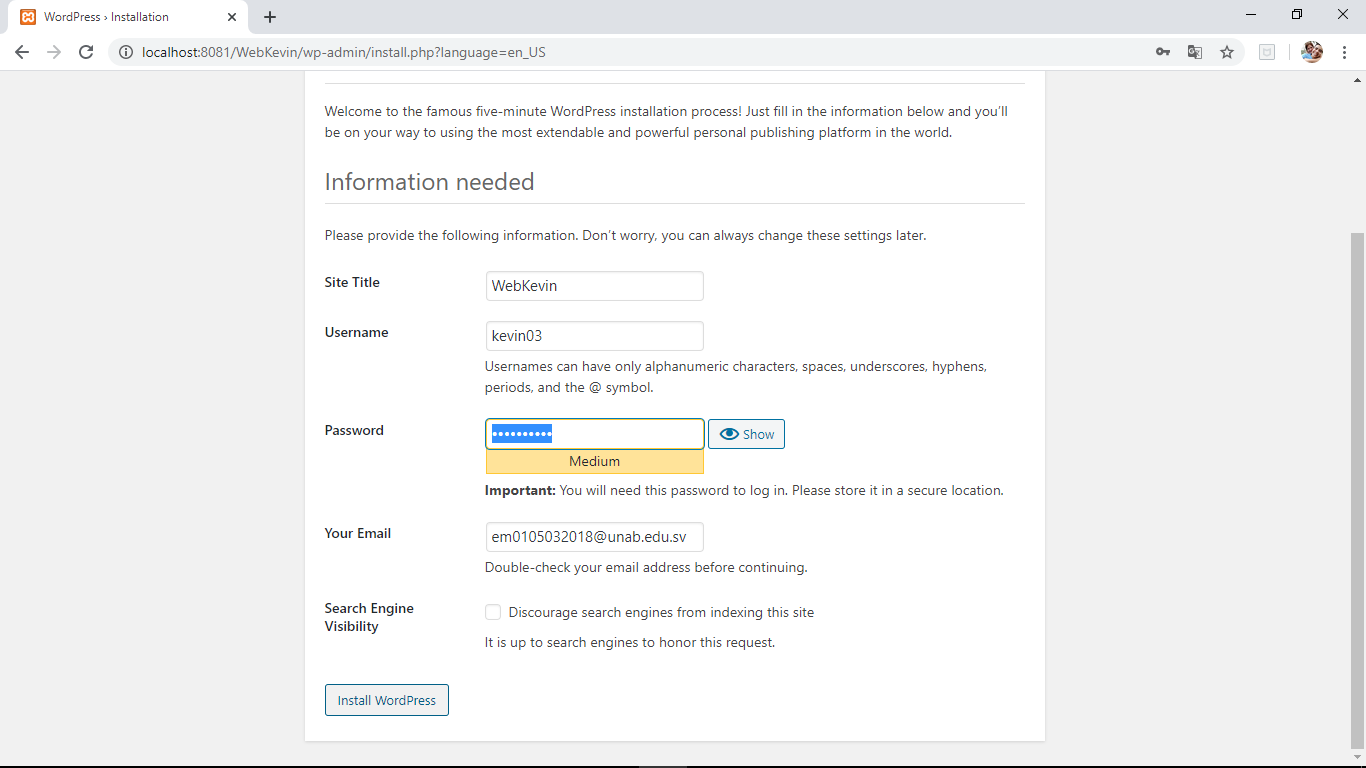 WordPress › Installation
localhost:8081/WebKevin/wp-admin/install.php?language=en_US
Welcome to the famous five-minute WordPress installation process! Just fill in the information below and you’ll
be on your way to using the most extendable and powerful personal publishing platform in the world.
Information needed
Please provide the following information. Don’t worry, you can always change these settings later.
Site Title
WebKevin
Username
kevin03
Usernames can have only alphanumeric characters, spaces, underscores, hyphens,
periods, and the @ symbol.
Password
••••••••••
Show
Medium
Important: You will need this password to log in. Please store it in a secure location.
Your Email
em0105032018@unab.edu.sv
Double-check your email address before continuing.
Search Engine
Visibility
Discourage search engines from indexing this site
It is up to search engines to honor this request.
Install WordPress